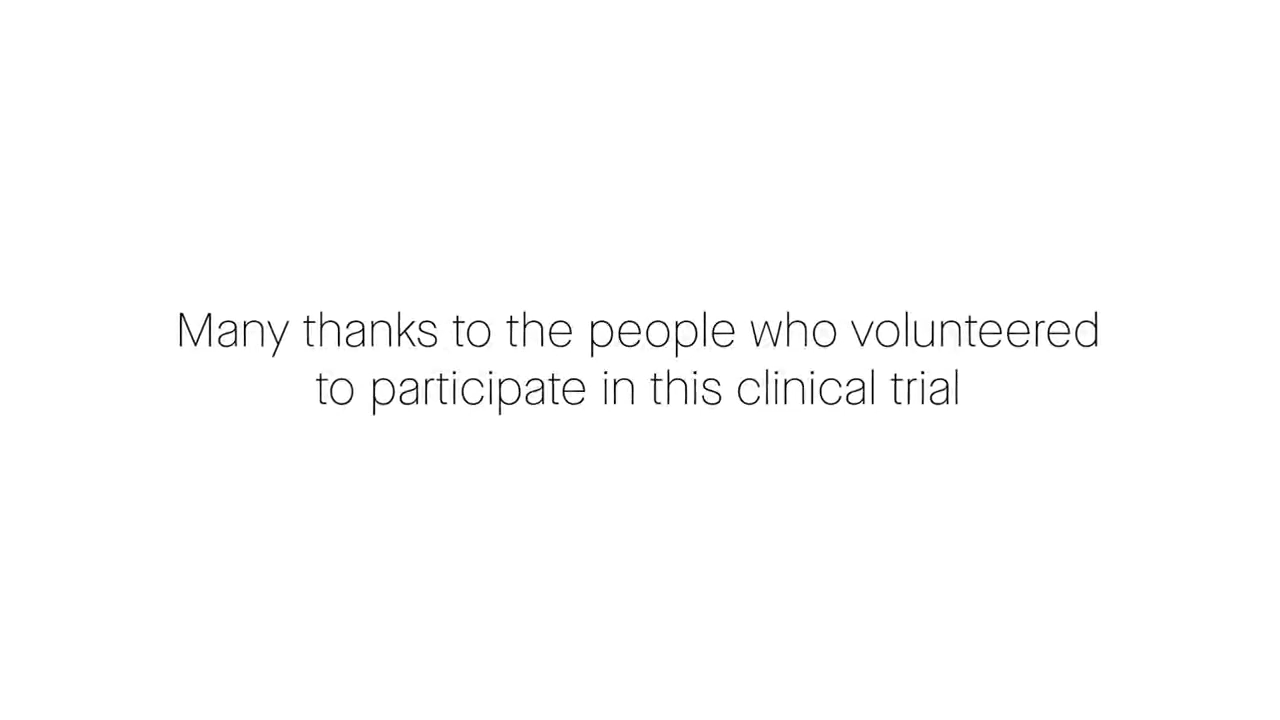 Many thanks to the people who volunteered
to participate in this clinical trial